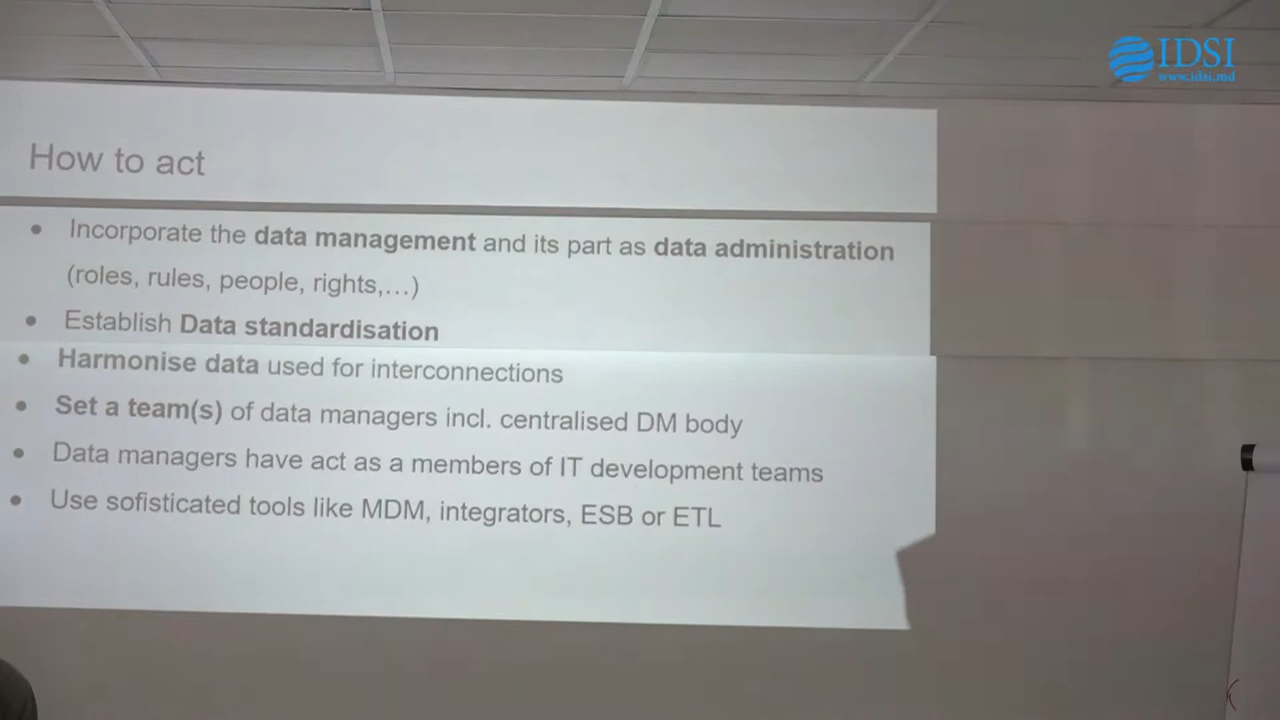 IDSI
www.idsi.md
How to act
• Incorporate the data management and its part as data administration
(roles, rules, people, rights,...)
• Establish Data standardisation
• Harmonise data used for interconnections
• Set a team(s) of data managers incl. centralised DM body
• Data managers have act as a members of IT development teams
• Use sofisticated tools like MDM, integrators, ESB or ETL